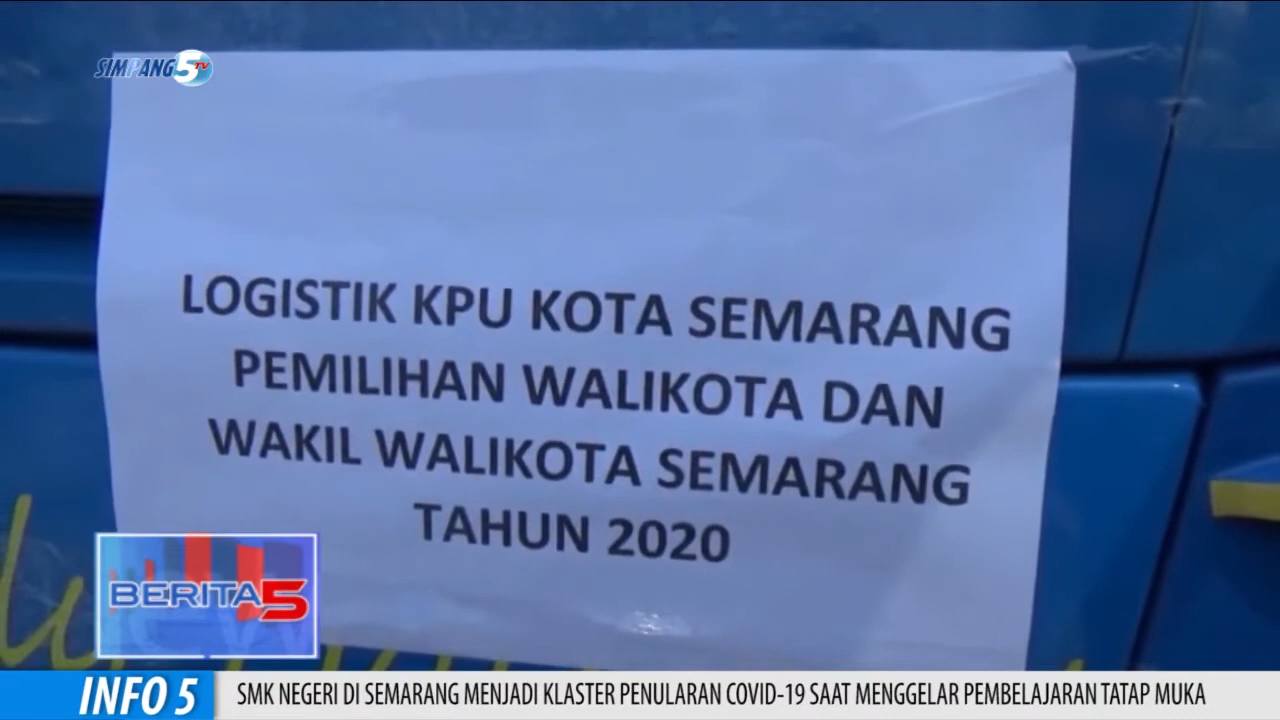 SIMPANG5TV
LOGISTIK KPU KOTA SEMARANG
PEMILIHAN WALIKOTA DAN
WAKIL WALIKOTA SEMARANG
TAHUN 2020
BERITA5
INFO 5
SMK NEGERI DI SEMARANG MENJADI KLASTER PENULARAN COVID-19 SAAT MENGGELAR PEMBELAJARAN TATAP MUKA